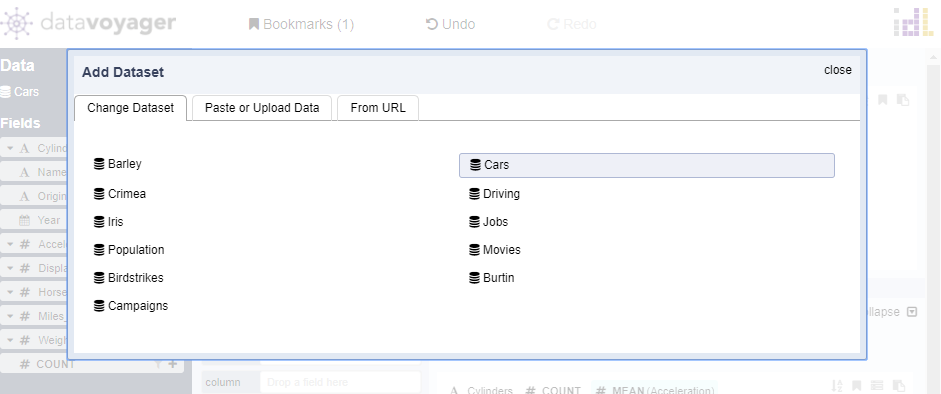 datavoyager
Bookmarks (1) Undo Redo
Data
Cars
Fields
A Cylind
A Name
A Origin
Year
# Accele
# Displa
# Horse
# Miles_
# Weigh
# COUNT
Add Dataset close
Change Dataset Paste or Upload Data From URL
Barley Cars
Crimea Driving
Iris Jobs
Population Movies
Birdstrikes Burtin
Campaigns
llapse
column Drop a field here
A Cylinders # COUNT # MEAN(Acceleration)